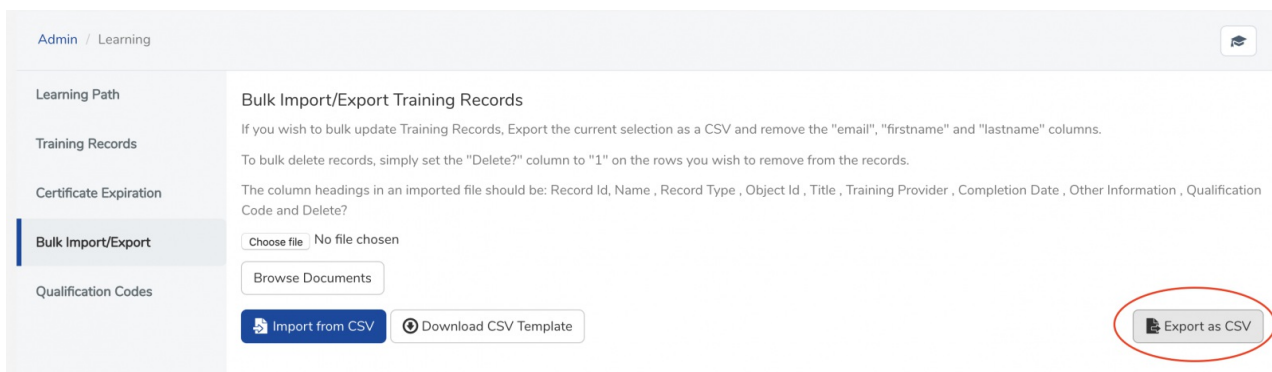 Admin / Learning
Learning Path
Training Records
Certificate Expiration
Bulk Import/Export
Qualification Codes
Bulk Import/Export Training Records
If you wish to bulk update Training Records, Export the current selection as a CSV and remove the "email", "firstname" and "lastname" columns.
To bulk delete records, simply set the "Delete?" column to "1" on the rows you wish to remove from the records.
The column headings in an imported file should be: Record Id, Name , Record Type , Object Id , Title , Training Provider , Completion Date , Other Information , Qualification
Code and Delete?
Choose file No file chosen
Browse Documents
Import from CSV Download CSV Template Export as CSV